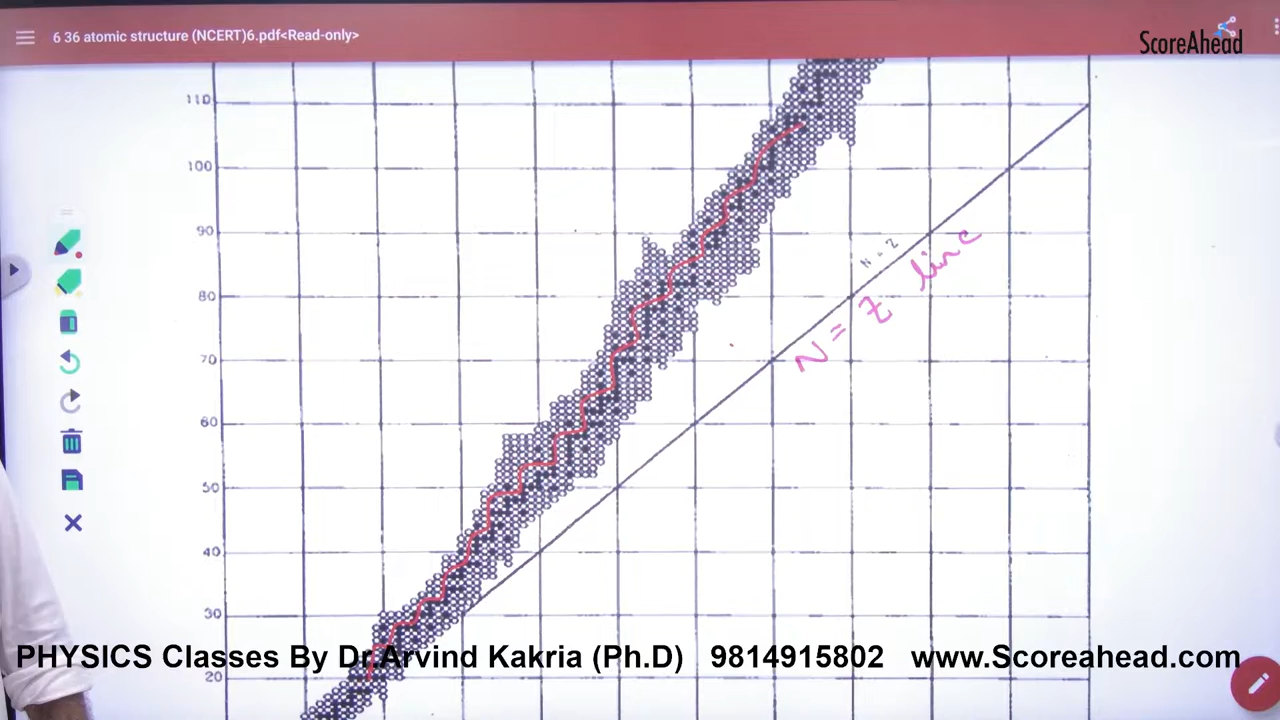 6 36 atomic structure (NCERT)6.pdf<Read-only>
ScoreAhead
110
100
90
80
70
60
50
40
30
20
N = Z
N = Z line
PHYSICS Classes By Dr.Arvind Kakria (Ph.D) 9814915802 www.Scoreahead.com